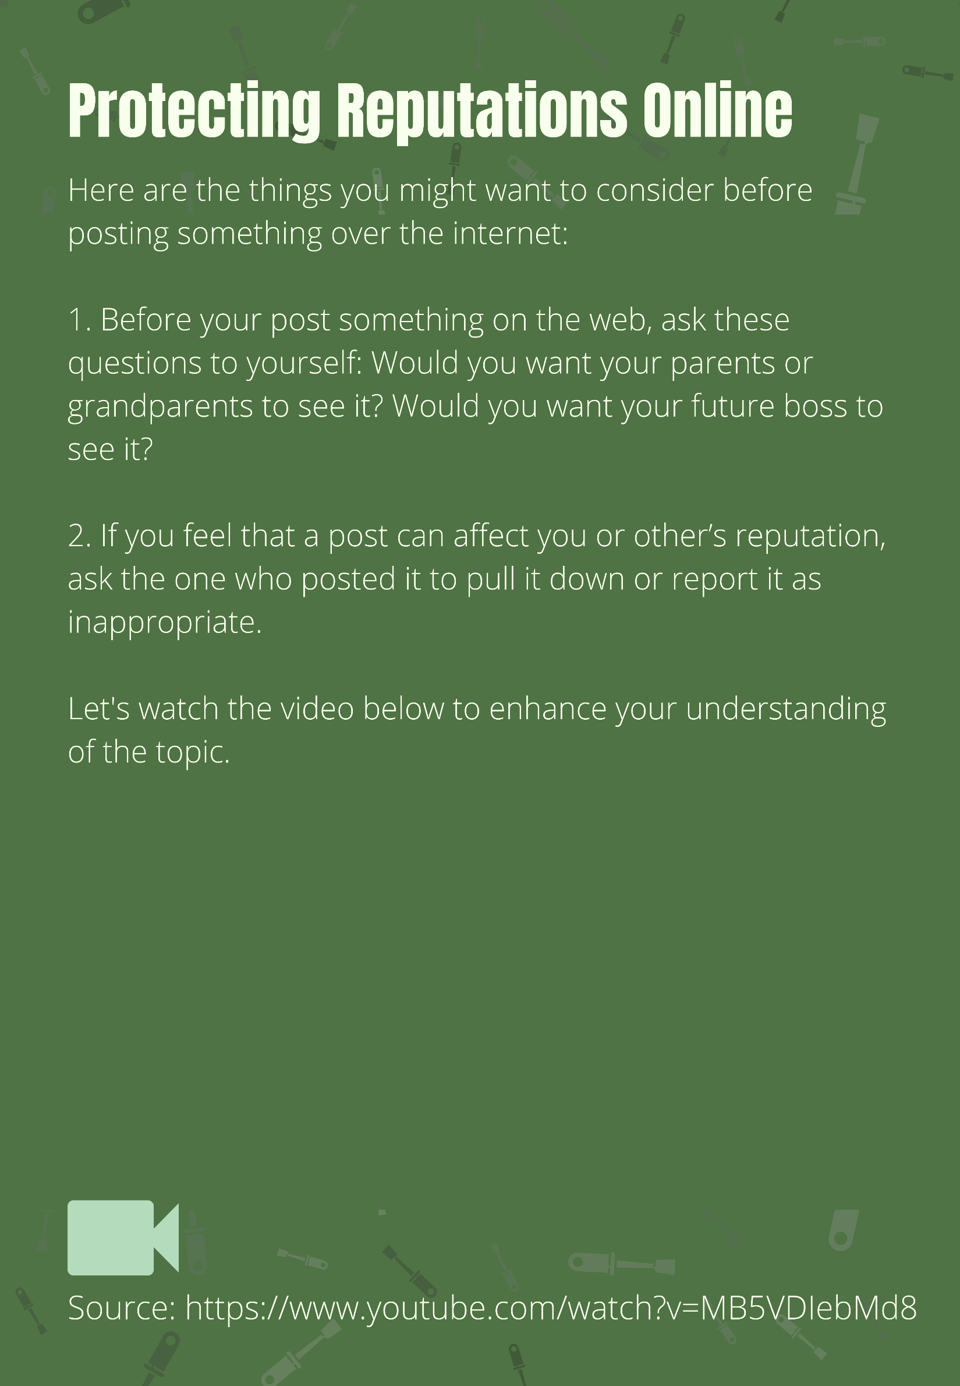 Protecting Reputations Online
Here are the things you might want to consider before
posting something over the internet:
1. Before your post something on the web, ask these
questions to yourself: Would you want your parents or
grandparents to see it? Would you want your future boss to
see it?
2. If you feel that a post can affect you or other’s reputation,
ask the one who posted it to pull it down or report it as
inappropriate.
Let's watch the video below to enhance your understanding
of the topic.
Source: https://www.youtube.com/watch?v=MB5VDIebMd8